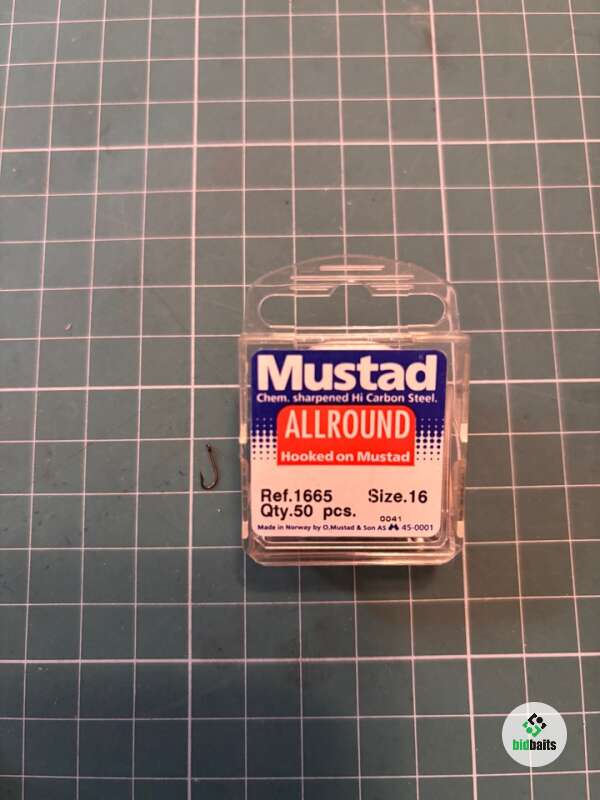 Mustad
Chem. sharpened Hi Carbon Steel.
ALLROUND
Hooked on Mustad
Ref.1665 Size.16
Qty.50 pcs.
0041
Made in Norway by O.Mustad & Son AS 45-0001
bidbaits